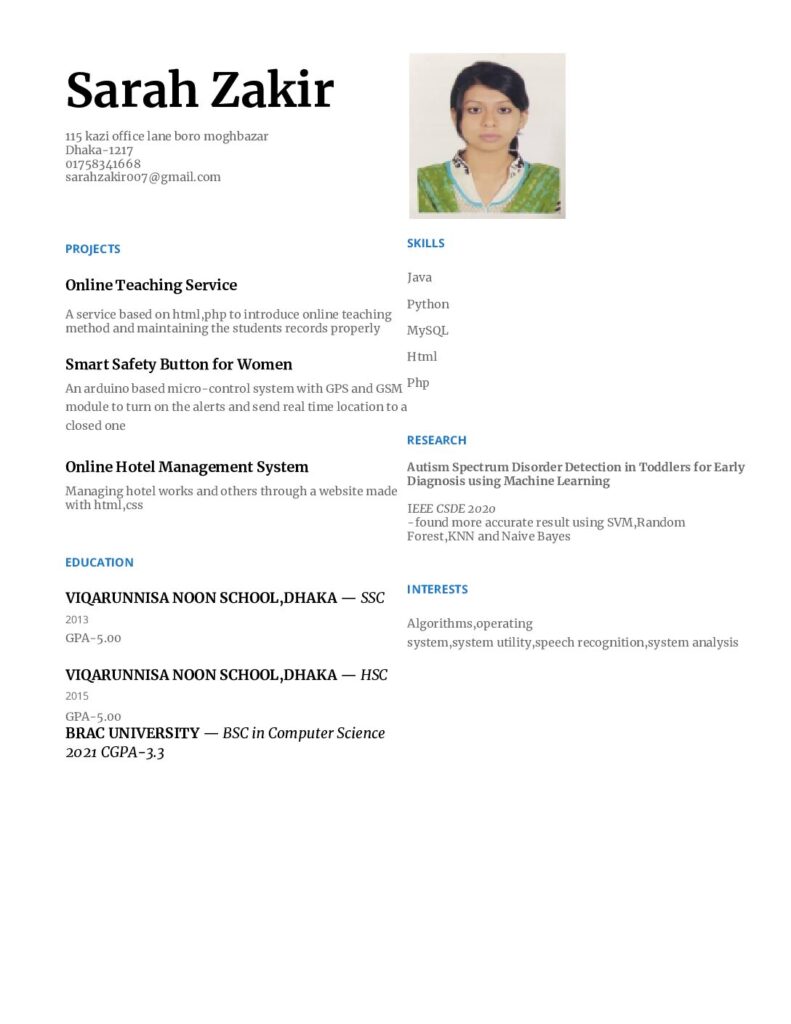 Sarah Zakir
115 kazi office lane boro moghbazar
Dhaka-1217
01758341668
sarahzakir007@gmail.com
PROJECTS
Online Teaching Service
A service based on html,php to introduce online teaching
method and maintaining the students records properly
Smart Safety Button for Women
An arduino based micro-control system with GPS and GSM
module to turn on the alerts and send real time location to a
closed one
Online Hotel Management System
Managing hotel works and others through a website made
with html,css
EDUCATION
VIQARUNNISA NOON SCHOOL,DHAKA — SSC
2013
GPA-5.00
VIQARUNNISA NOON SCHOOL,DHAKA — HSC
2015
GPA-5.00
BRAC UNIVERSITY — BSC in Computer Science
2021 CGPA-3.3
SKILLS
Java
Python
MySQL
Html
Php
RESEARCH
Autism Spectrum Disorder Detection in Toddlers for Early
Diagnosis using Machine Learning
IEEE CSDE 2020
-found more accurate result using SVM,Random
Forest,KNN and Naive Bayes
INTERESTS
Algorithms,operating
system,system utility,speech recognition,system analysis